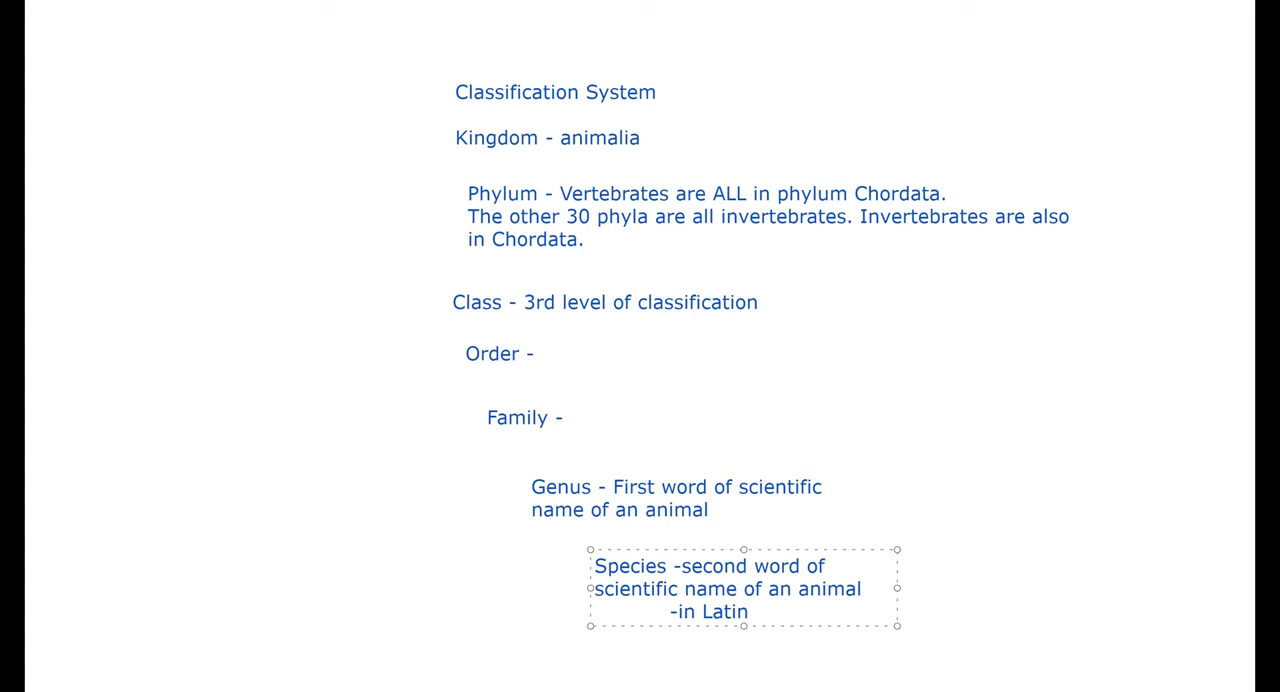 Classification System
Kingdom - animalia
Phylum - Vertebrates are ALL in phylum Chordata.
The other 30 phyla are all invertebrates. Invertebrates are also
in Chordata.
Class - 3rd level of classification
Order -
Family -
Genus - First word of scientific
name of an animal
Species -second word of
scientific name of an animal
-in Latin